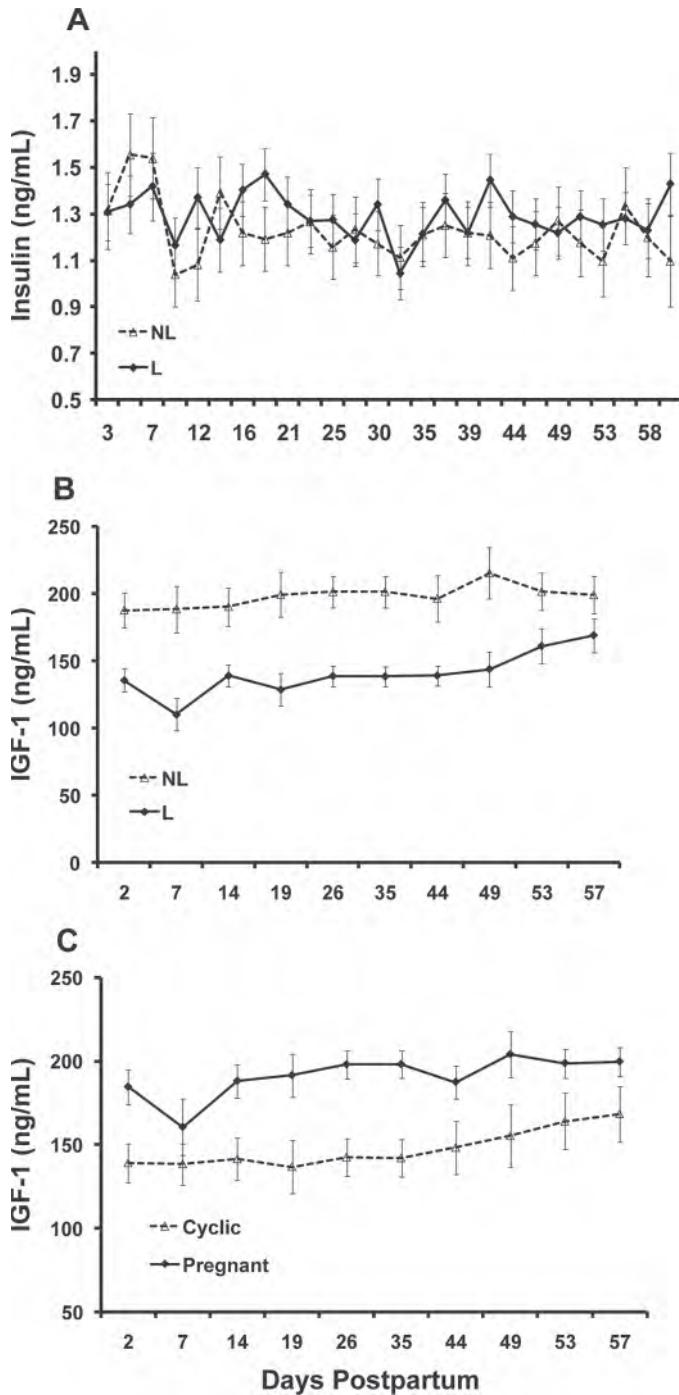 A
Insulin (ng/mL)
1.9
1.7
1.5
1.3
1.1
0.9
0.7
0.5
NL
L
3 7 12 16 21 25 30 35 39 44 49 53 58
B
IGF-1 (ng/mL)
250
200
150
100
50
0
NL
L
2 7 14 19 26 35 44 49 53 57
C
IGF-1 (ng/mL)
250
200
150
100
50
Cyclic
Pregnant
2 7 14 19 26 35 44 49 53 57
Days Postpartum